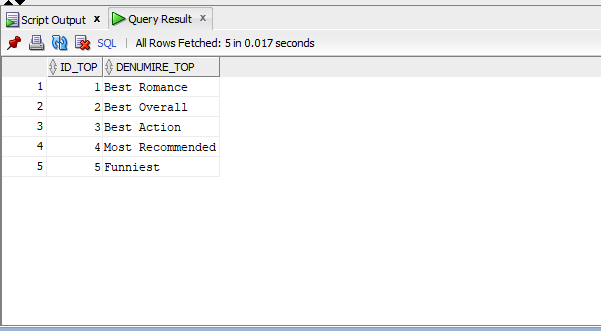 Script Output x Query Result x
SQL | All Rows Fetched: 5 in 0.017 seconds
ID_TOP DENUMIRE_TOP
1 1 Best Romance
2 2 Best Overall
3 3 Best Action
4 4 Most Recommended
5 5 Funniest